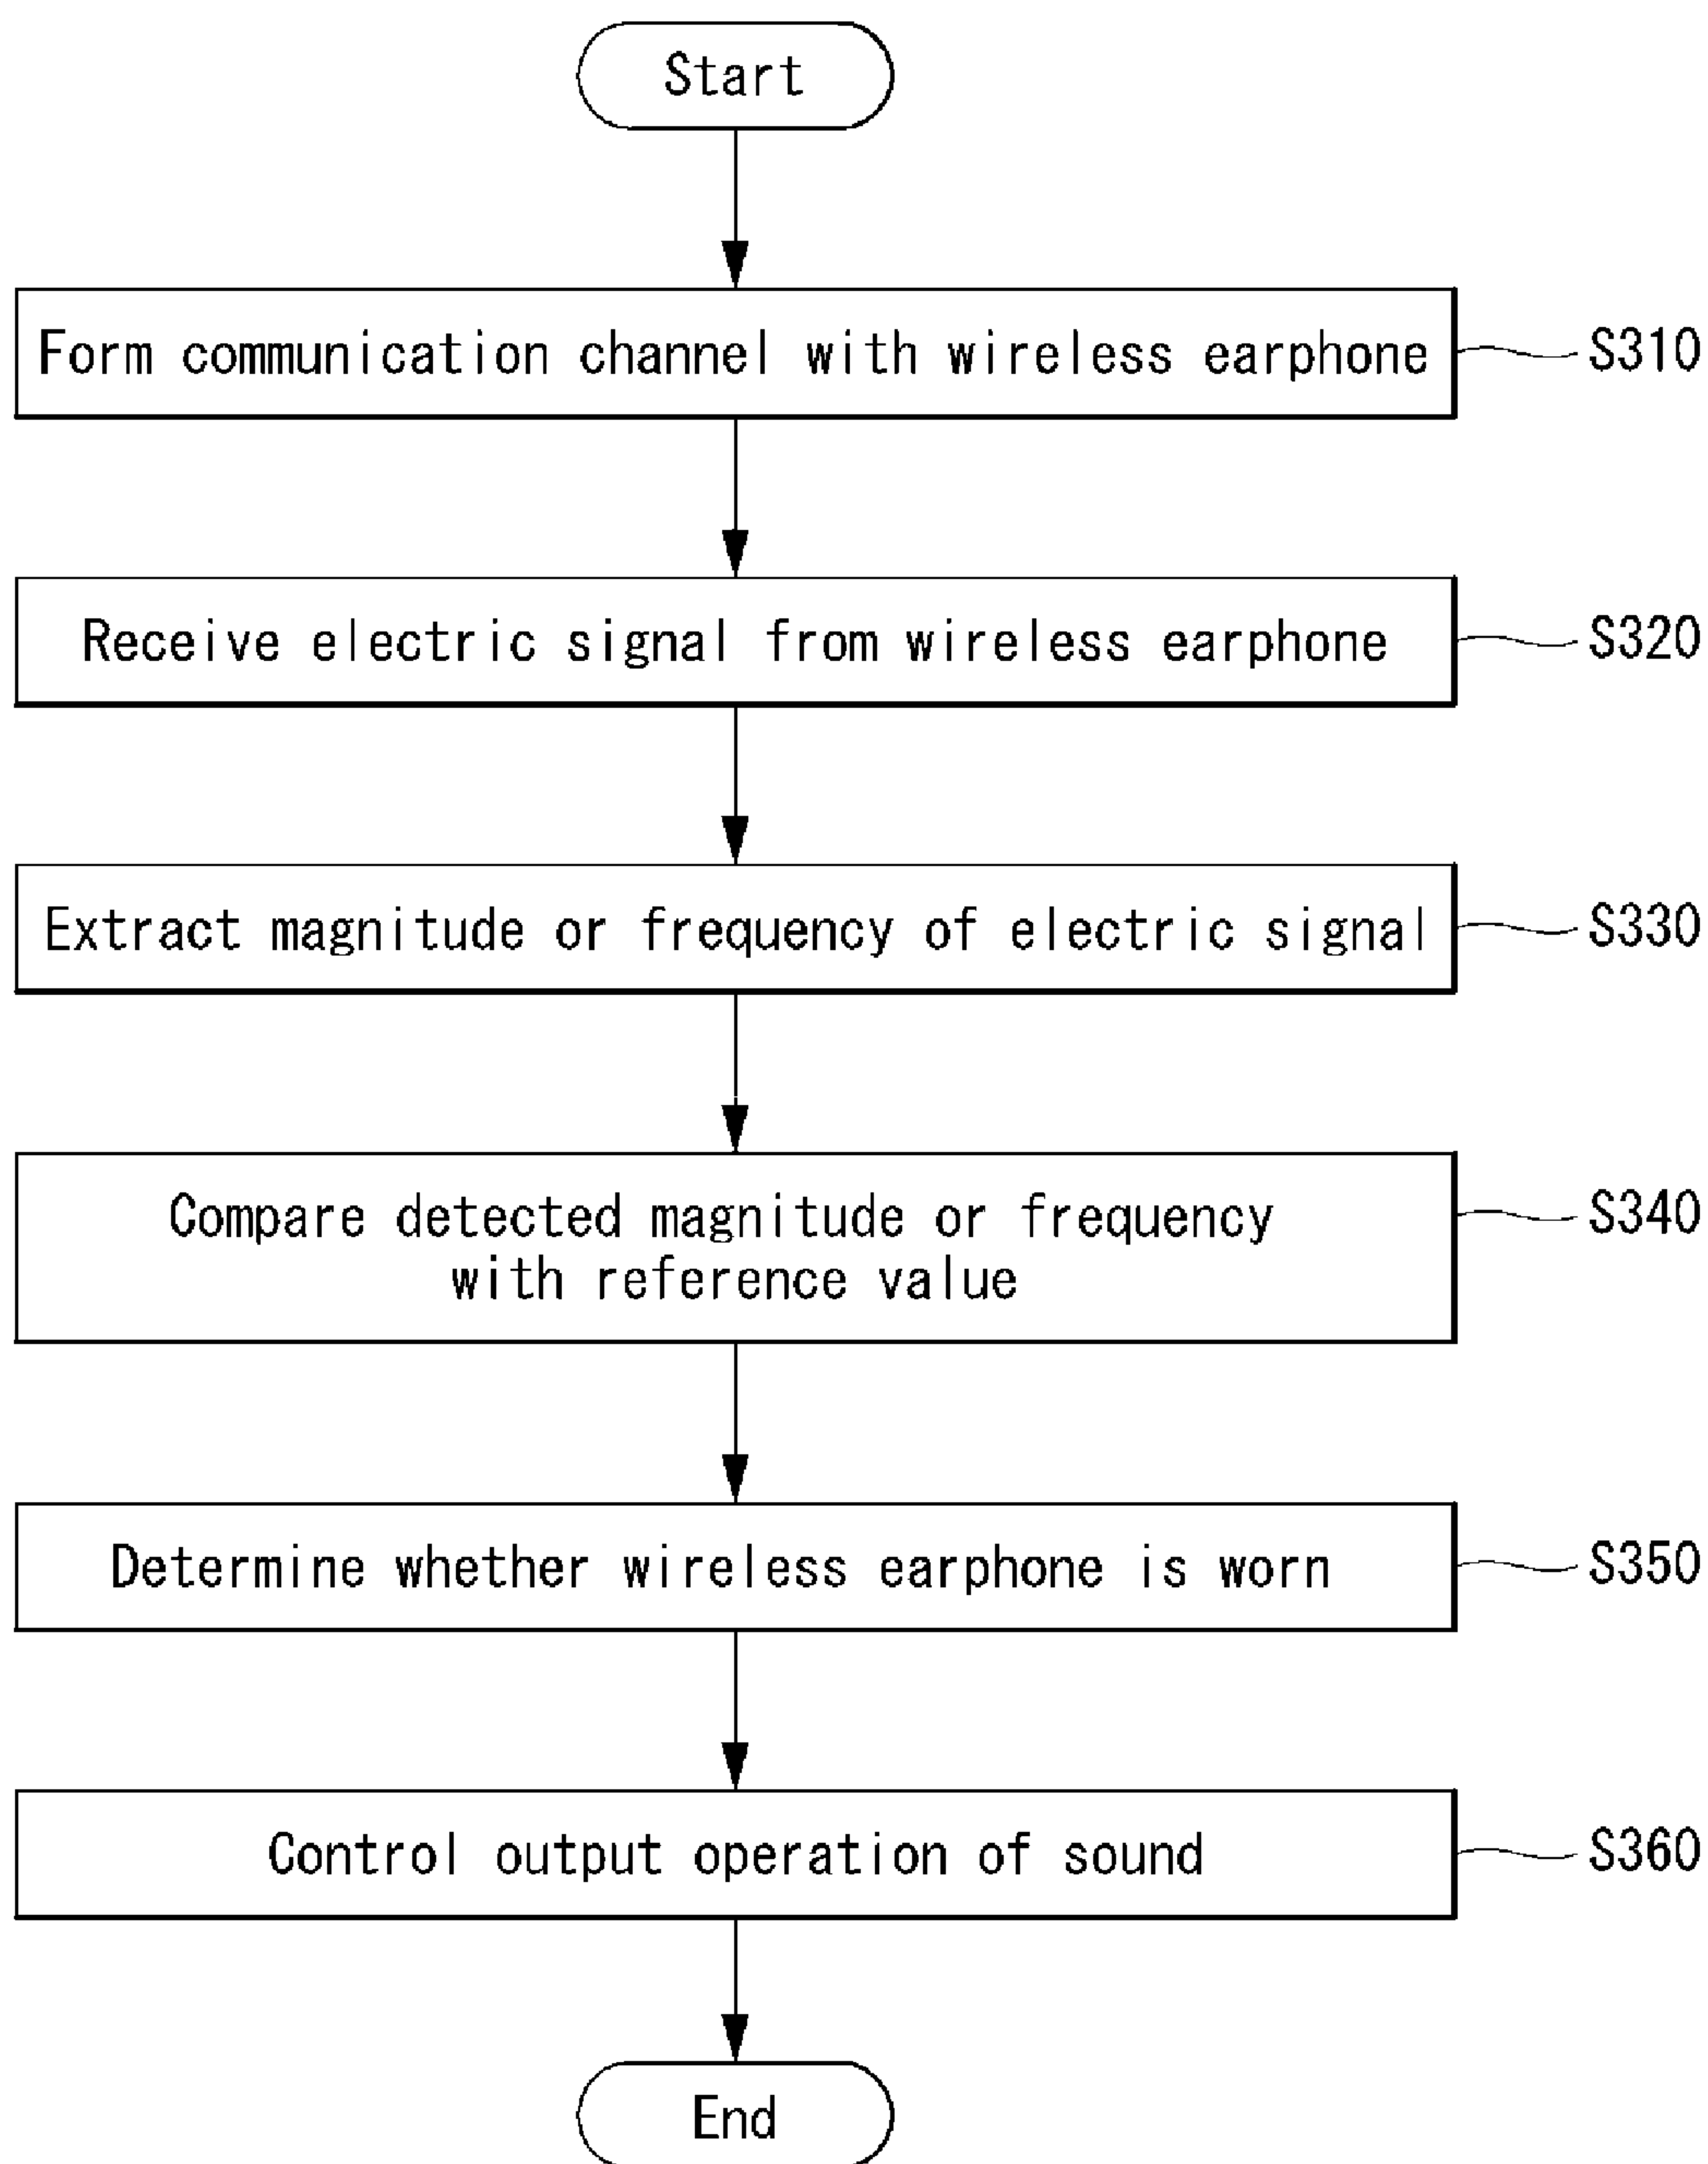 Start
Form communication channel with wireless earphone
S310
Receive electric signal from wireless earphone
S320
Extract magnitude or frequency of electric signal
S330
Compare detected magnitude or frequency
with reference value
S340
Determine whether wireless earphone is worn
S350
Control output operation of sound
S360
End